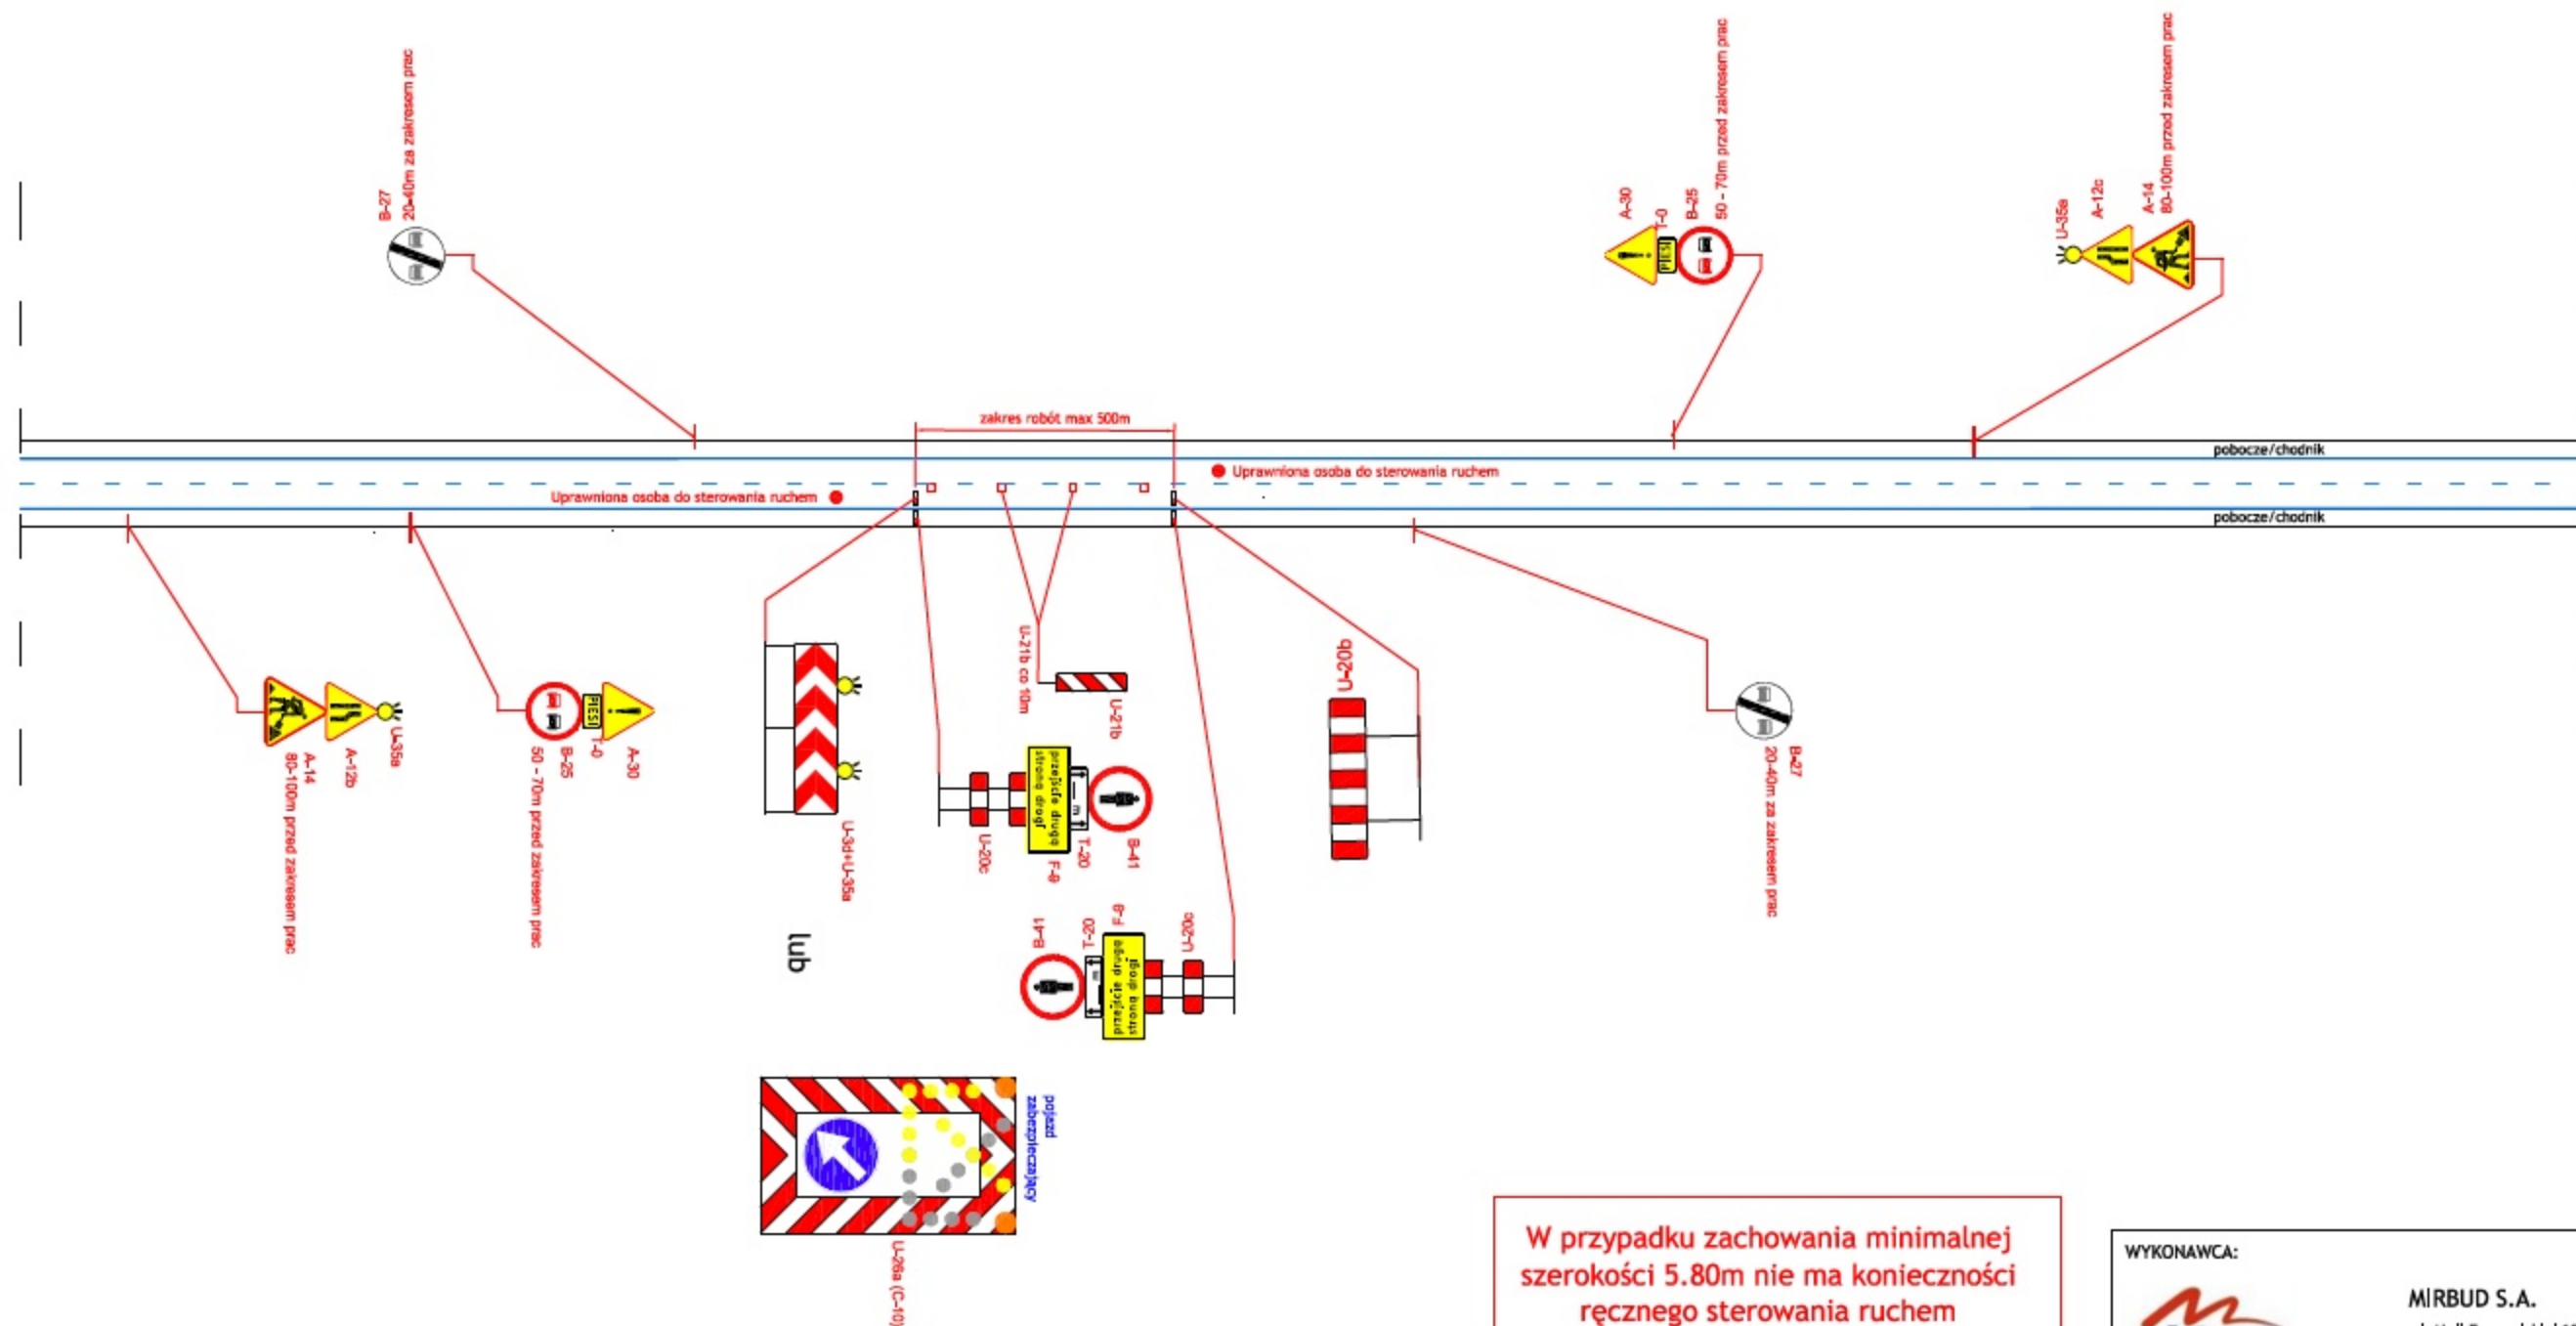 B-27
20-40m za zakresem prac
A-30
T-0
B-25
50 - 70m przed zakresem prac
PIESI
U-35a
A-12c
A-14
80-100m przed zakresem prac
zakres robót max 500m
pobocze/chodnik
Uprawniona osoba do sterowania ruchem
Uprawniona osoba do sterowania ruchem
pobocze/chodnik
U-35a
A-12b
A-14
80-100m przed zakresem prac
PIESI
A-30
T-0
B-25
50 - 70m przed zakresem prac
U-3d+U-35a
U-21b co 10m
U-21b
przejście drugą
stroną drogi
m
B-41
T-20
F-9
U-20c
U-20b
B-27
20-40m za zakresem prac
lub
B-41
T-20
F-9
U-20c
m
przejście drugą
stroną drogi
pojazd
zabezpieczający
U-26a (C-10)
W przypadku zachowania minimalnej
szerokości 5.80m nie ma konieczności
ręcznego sterowania ruchem
WYKONAWCA:
MIRBUD S.A.